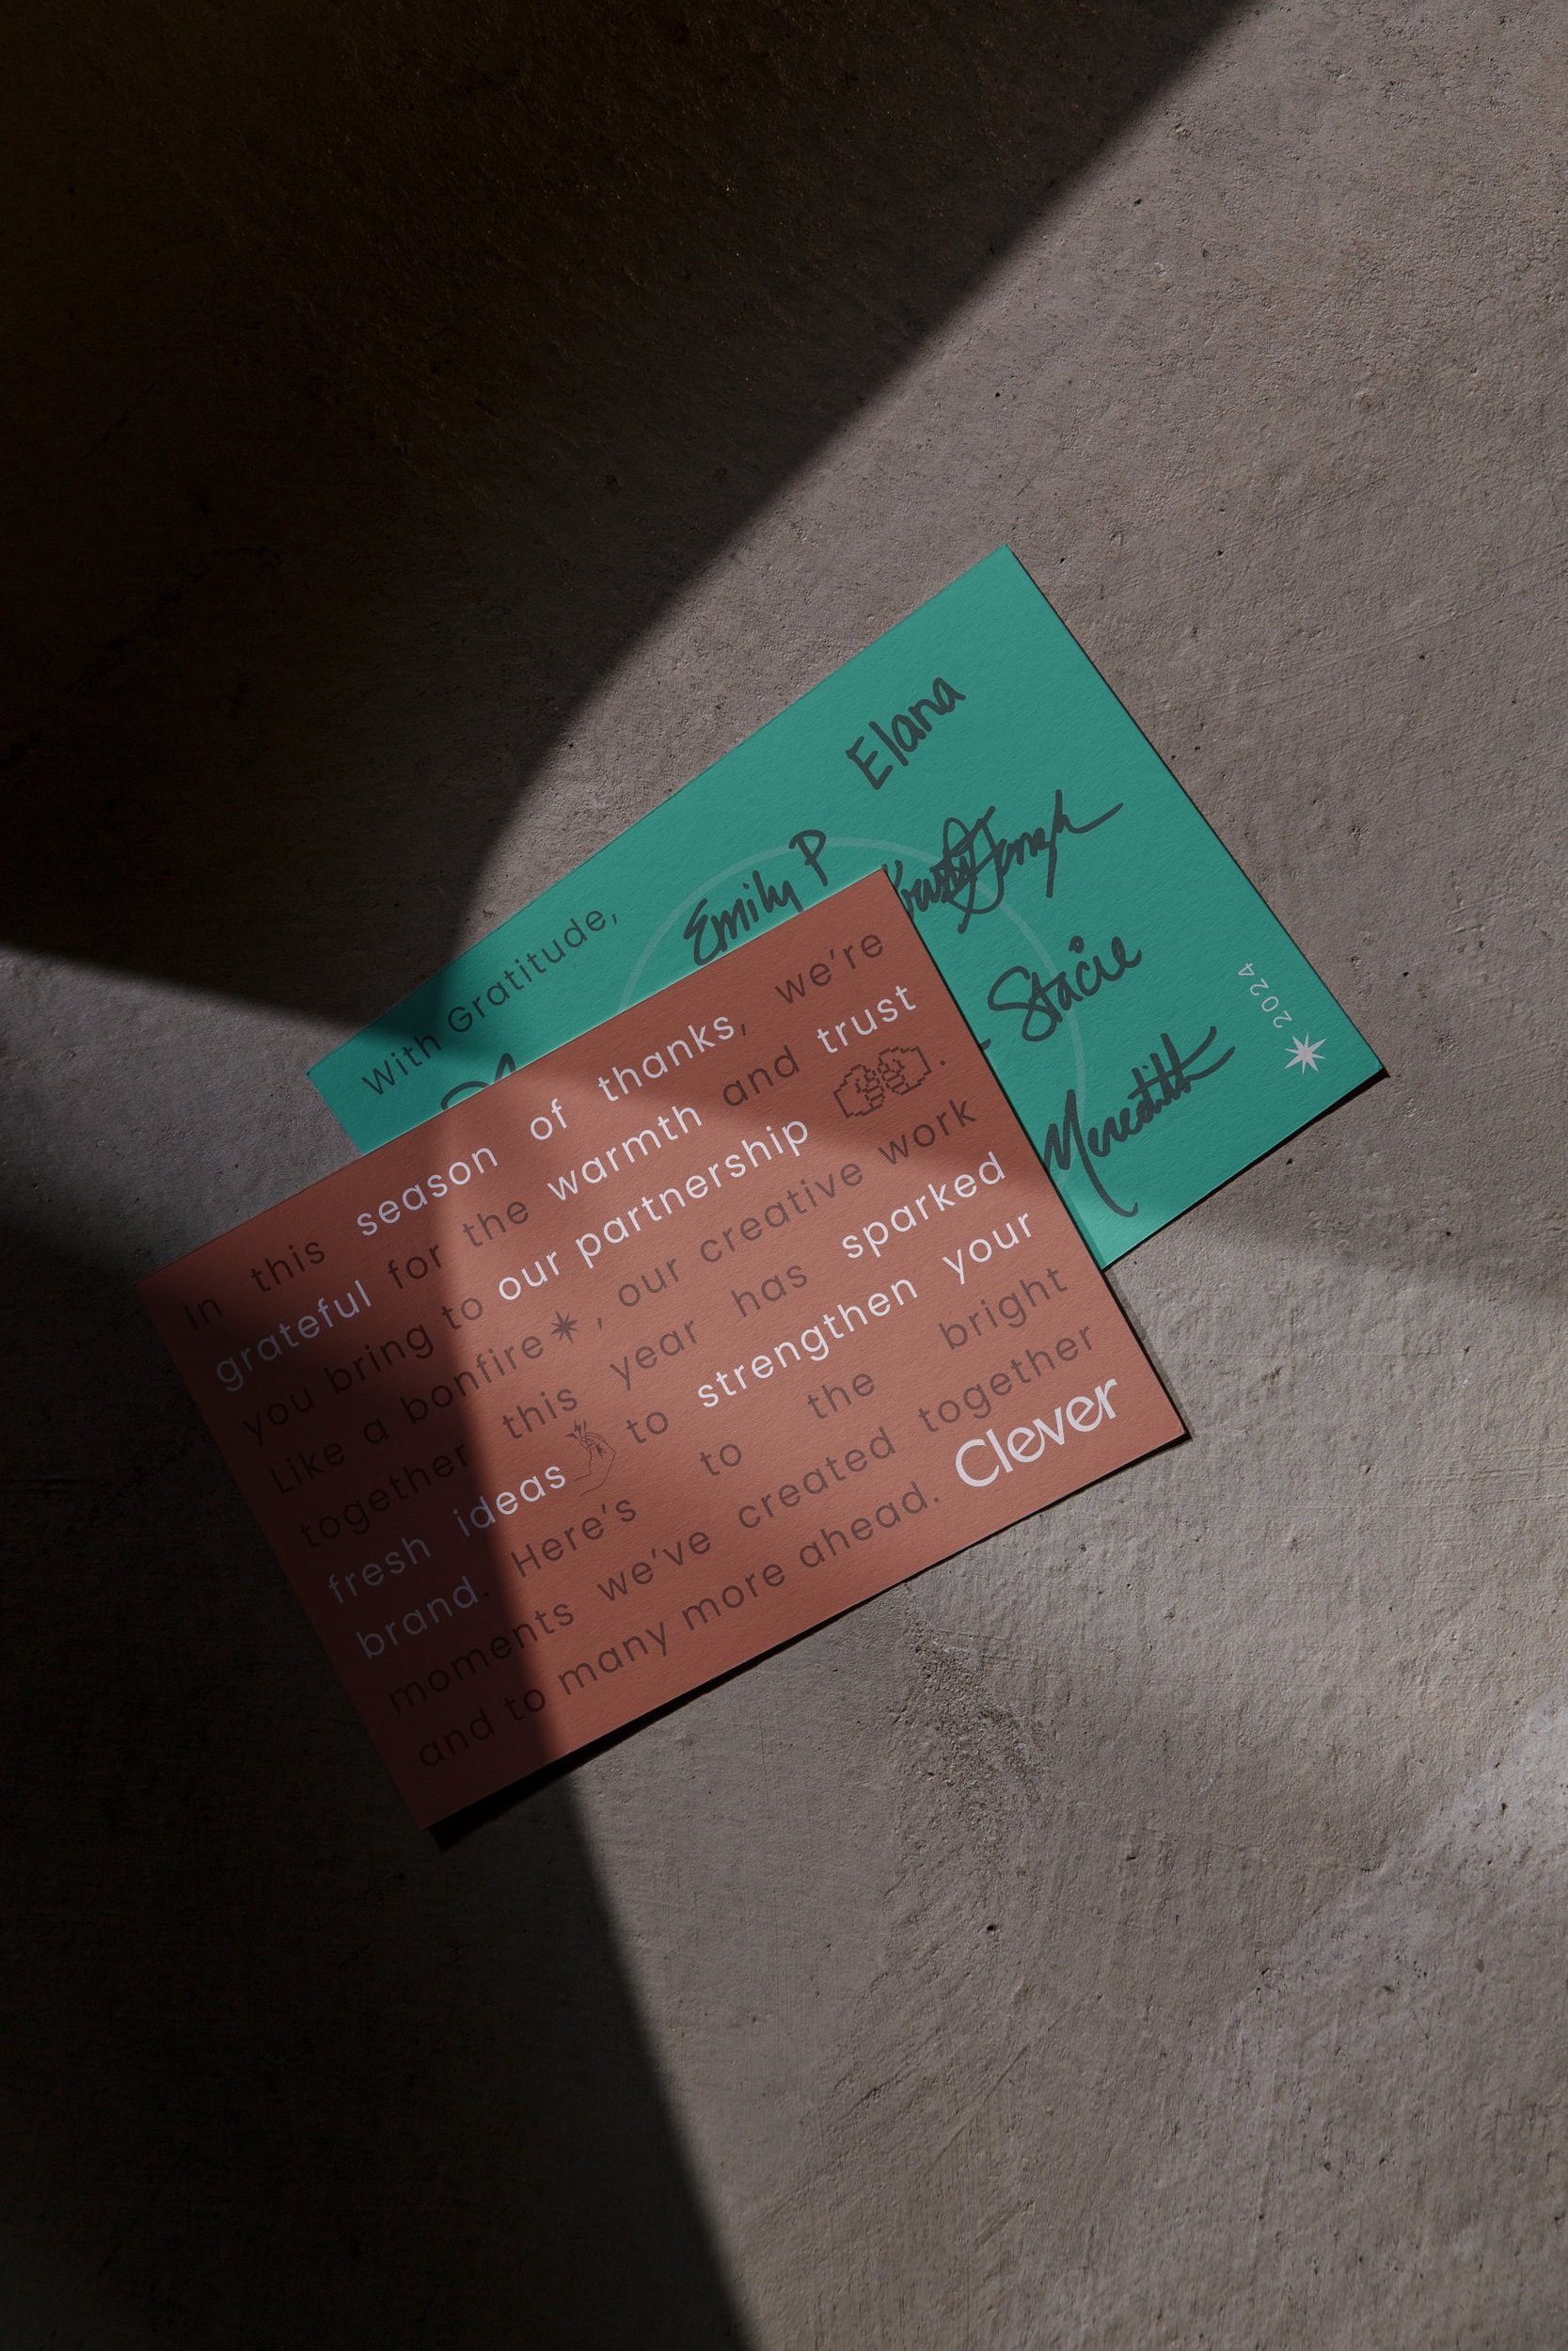 With Gratitude,
Emily P
Elana
Stacie
Meredith
2024
In this season of thanks, we're
grateful for the warmth and trust
you bring to our partnership .
Like a bonfire , our creative work
together this year has sparked
fresh ideas to strengthen your
brand. Here's to the bright
moments we've created together
and to many more ahead. Clever